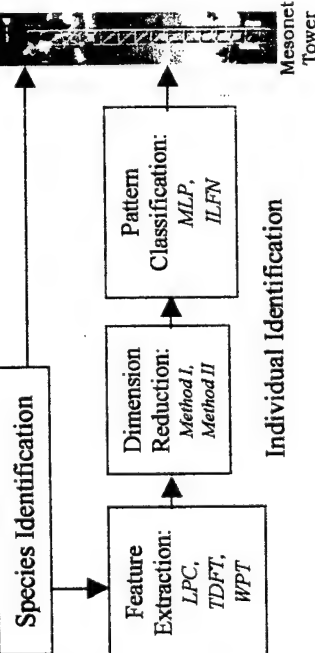 Species Identification
Feature
Extraction:
LPC,
TDFT,
WPT
Dimension
Reduction:
Method I,
Method II
Pattern
Classification:
MLP,
ILFN
Mesonet
Tower
Individual Identification